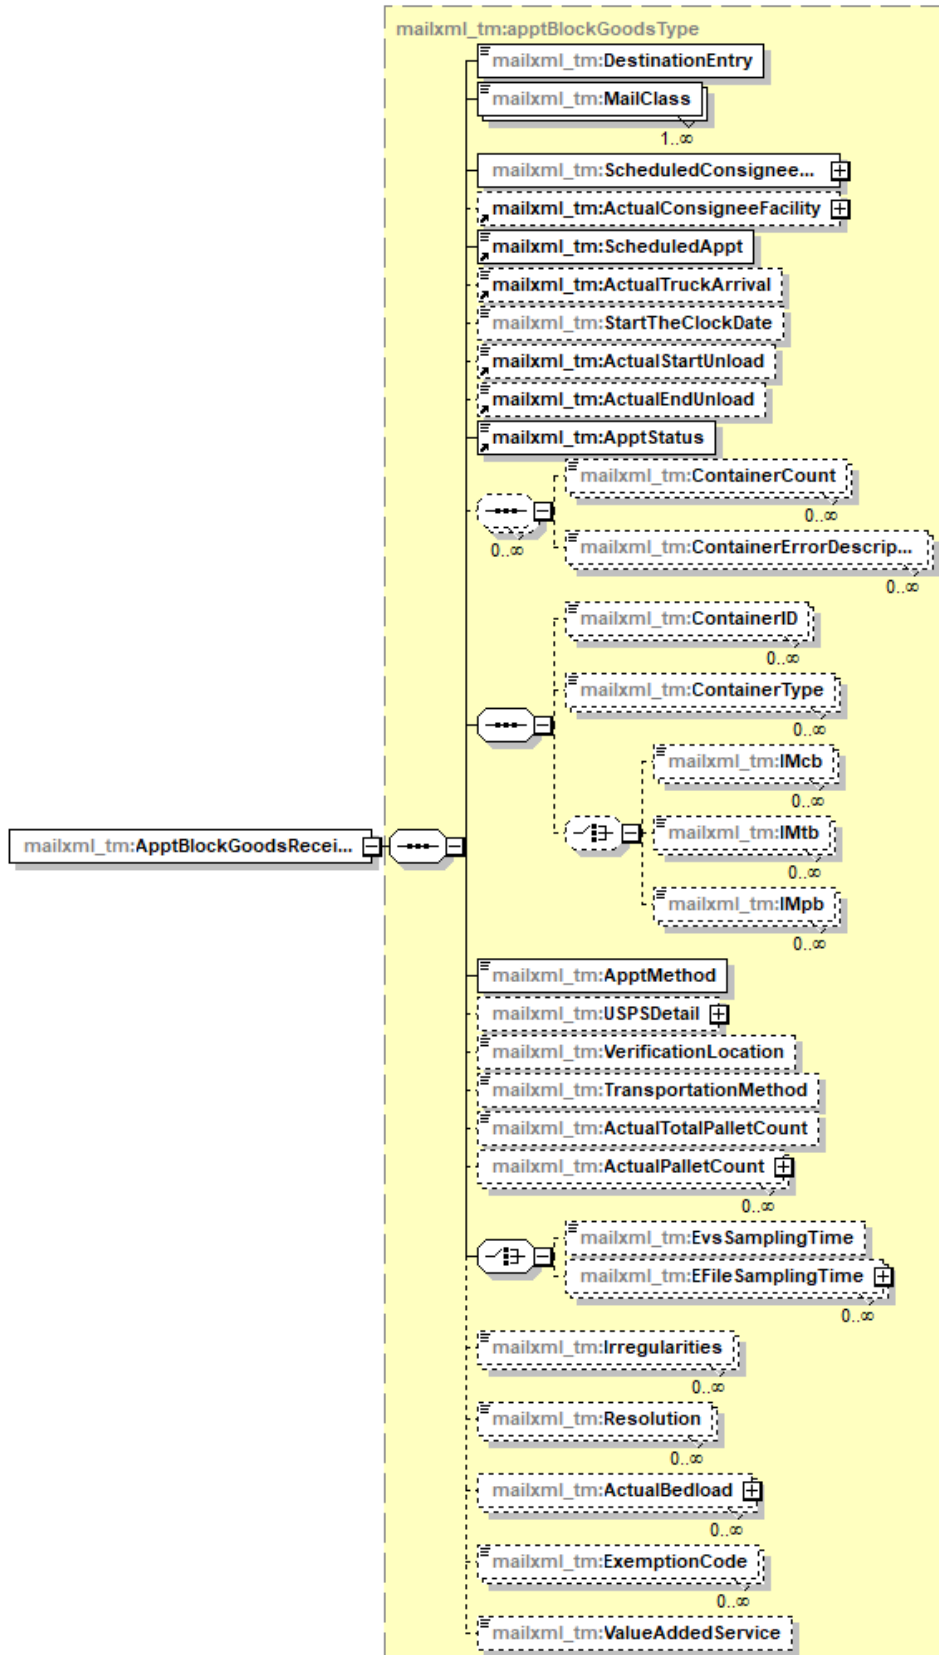 mailxml_tm:apptBlockGoodsType
mailxml_tm:DestinationEntry
mailxml_tm:MailClass
1..∞
mailxml_tm:ScheduledConsignee...
mailxml_tm:ActualConsigneeFacility
mailxml_tm:ScheduledAppt
mailxml_tm:ActualTruckArrival
mailxml_tm:StartTheClockDate
mailxml_tm:ActualStartUnload
mailxml_tm:ActualEndUnload
mailxml_tm:ApptStatus
mailxml_tm:ContainerCount
0..∞
0..∞
mailxml_tm:ContainerErrorDescrip...
0..∞
mailxml_tm:ContainerID
0..∞
mailxml_tm:ContainerType
0..∞
mailxml_tm:IMcb
0..∞
mailxml_tm:IMtb
0..∞
mailxml_tm:ApptBlockGoodsRecei...
mailxml_tm:IMpb
0..∞
mailxml_tm:ApptMethod
mailxml_tm:USPSDetail
mailxml_tm:VerificationLocation
mailxml_tm:TransportationMethod
mailxml_tm:ActualTotalPalletCount
mailxml_tm:ActualPalletCount
0..∞
mailxml_tm:EvsSamplingTime
mailxml_tm:EFileSamplingTime
0..∞
mailxml_tm:Irregularities
0..∞
mailxml_tm:Resolution
0..∞
mailxml_tm:ActualBedload
0..∞
mailxml_tm:ExemptionCode
0..∞
mailxml_tm:ValueAddedService